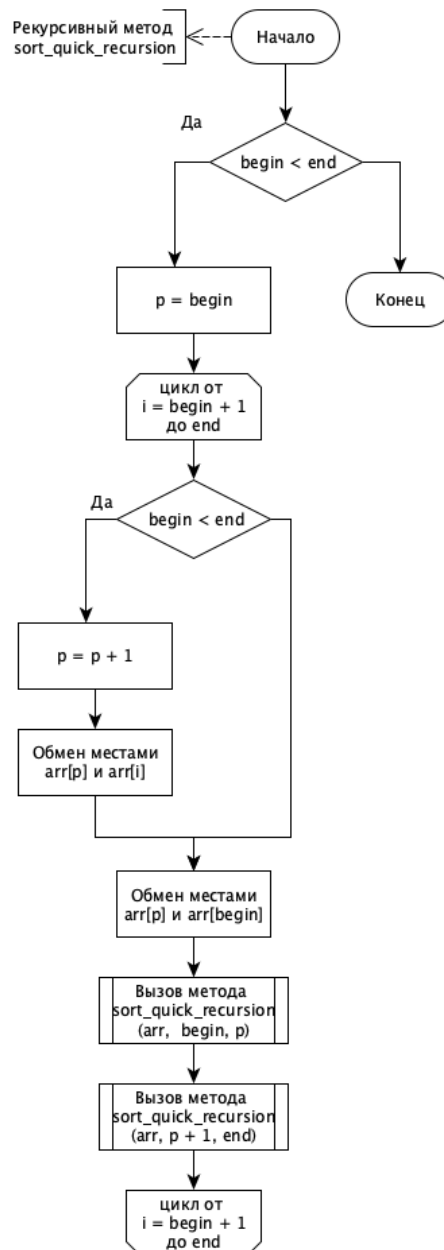 Рекурсивный метод
sort_quick_recursion
Начало
Да
begin < end
p = begin
Конец
цикл от
i = begin + 1
до end
Да
begin < end
p = p + 1
Обмен местами
arr[p] и arr[i]
Обмен местами
arr[p] и arr[begin]
Вызов метода
sort_quick_recursion
(arr, begin, p)
Вызов метода
sort_quick_recursion
(arr, p + 1, end)
цикл от
i = begin + 1
до end